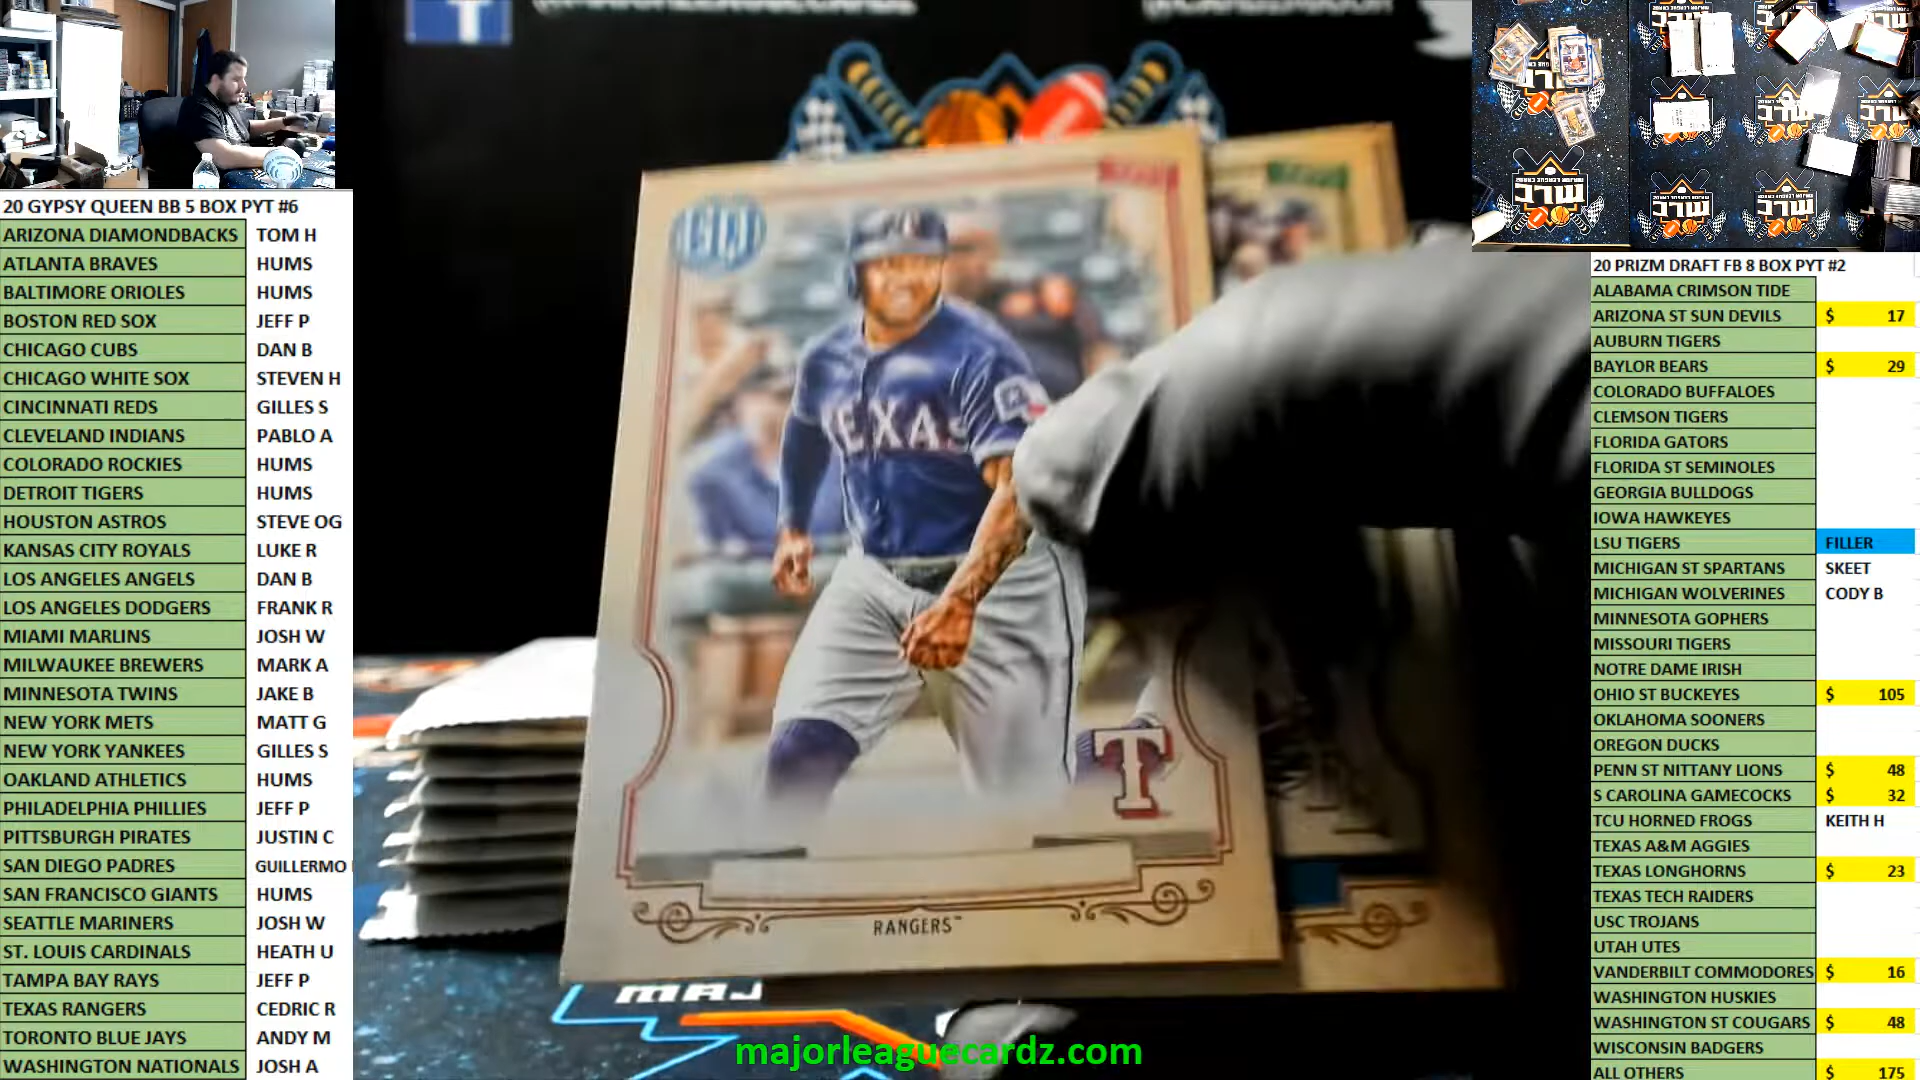 20 GYPSY QUEEN BB 5 BOX PYT #6
ARIZONA DIAMONDBACKS TOM H
ATLANTA BRAVES HUMS
BALTIMORE ORIOLES HUMS
BOSTON RED SOX JEFF P
CHICAGO CUBS DAN B
CHICAGO WHITE SOX STEVEN H
CINCINNATI REDS GILLES S
CLEVELAND INDIANS PABLO A
COLORADO ROCKIES HUMS
DETROIT TIGERS HUMS
HOUSTON ASTROS STEVE OG
KANSAS CITY ROYALS LUKE R
LOS ANGELES ANGELS DAN B
LOS ANGELES DODGERS FRANK R
MIAMI MARLINS JOSH W
MILWAUKEE BREWERS MARK A
MINNESOTA TWINS JAKE B
NEW YORK METS MATT G
NEW YORK YANKEES GILLES S
OAKLAND ATHLETICS HUMS
PHILADELPHIA PHILLIES JEFF P
PITTSBURGH PIRATES JUSTIN C
SAN DIEGO PADRES GUILLERMO
SAN FRANCISCO GIANTS HUMS
SEATTLE MARINERS JOSH W
ST. LOUIS CARDINALS HEATH U
TAMPA BAY RAYS JEFF P
TEXAS RANGERS CEDRIC R
TORONTO BLUE JAYS ANDY M
WASHINGTON NATIONALS JOSH A
GQ
TEXAS
T
RANGERS™
MAJ
majorleaguecardz.com
20 PRIZM DRAFT FB 8 BOX PYT #2
ALABAMA CRIMSON TIDE
ARIZONA ST SUN DEVILS $ 17
AUBURN TIGERS
BAYLOR BEARS $ 29
COLORADO BUFFALOES
CLEMSON TIGERS
FLORIDA GATORS
FLORIDA ST SEMINOLES
GEORGIA BULLDOGS
IOWA HAWKEYES
LSU TIGERS FILLER
MICHIGAN ST SPARTANS SKEET
MICHIGAN WOLVERINES CODY B
MINNESOTA GOPHERS
MISSOURI TIGERS
NOTRE DAME IRISH
OHIO ST BUCKEYES $ 105
OKLAHOMA SOONERS
OREGON DUCKS
PENN ST NITTANY LIONS $ 48
S CAROLINA GAMECOCKS $ 32
TCU HORNED FROGS KEITH H
TEXAS A&M AGGIES
TEXAS LONGHORNS $ 23
TEXAS TECH RAIDERS
USC TROJANS
UTAH UTES
VANDERBILT COMMODORES $ 16
WASHINGTON HUSKIES
WASHINGTON ST COUGARS $ 48
WISCONSIN BADGERS
ALL OTHERS $ 175